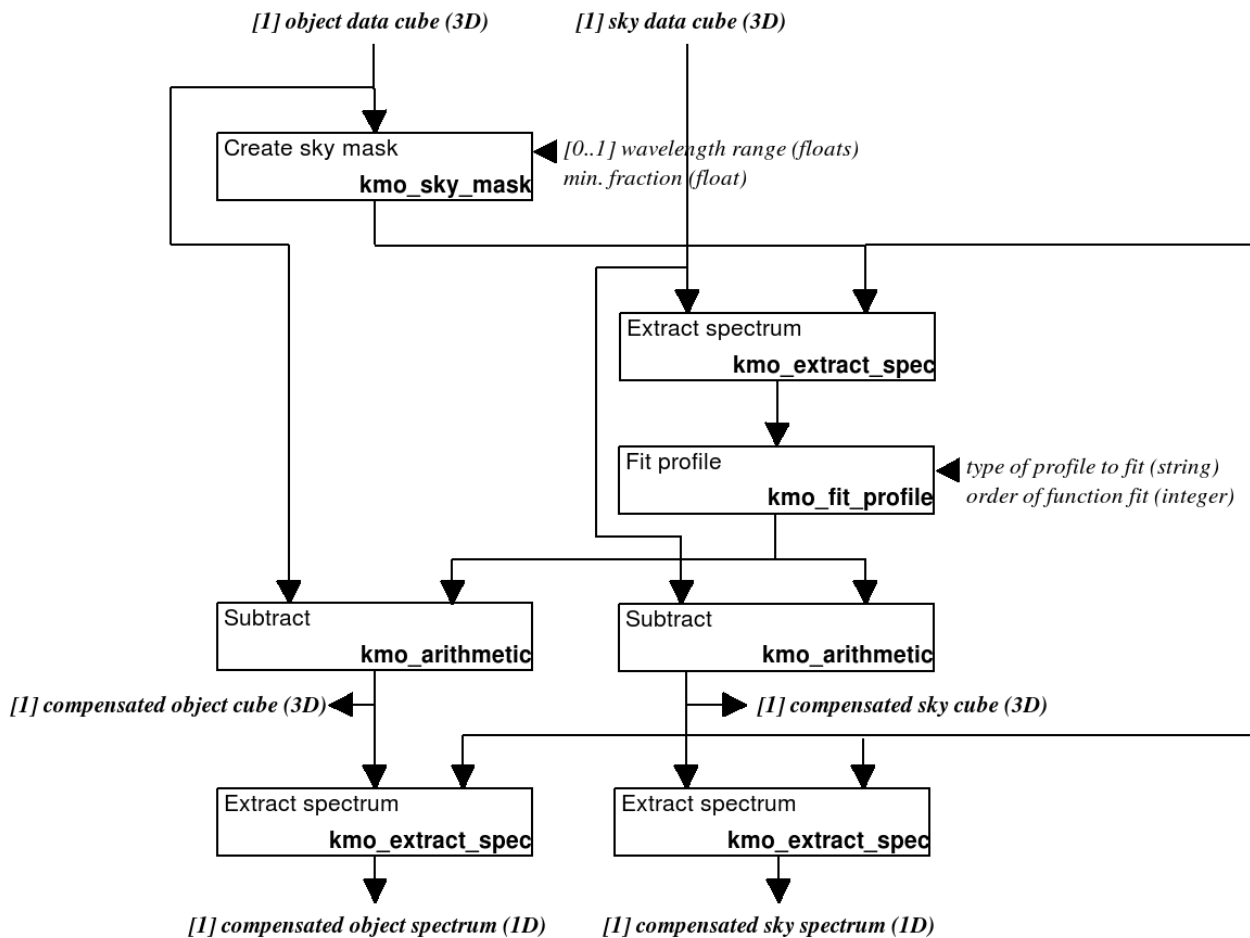 [1] object data cube (3D)
[1] sky data cube (3D)
Create sky mask
kmo_sky_mask
[0..1] wavelength range (floats)
min. fraction (float)
Extract spectrum
kmo_extract_spec
Fit profile
kmo_fit_profile
type of profile to fit (string)
order of function fit (integer)
Subtract
kmo_arithmetic
Subtract
kmo_arithmetic
[1] compensated object cube (3D)
[1] compensated sky cube (3D)
Extract spectrum
kmo_extract_spec
Extract spectrum
kmo_extract_spec
[1] compensated object spectrum (1D)
[1] compensated sky spectrum (1D)